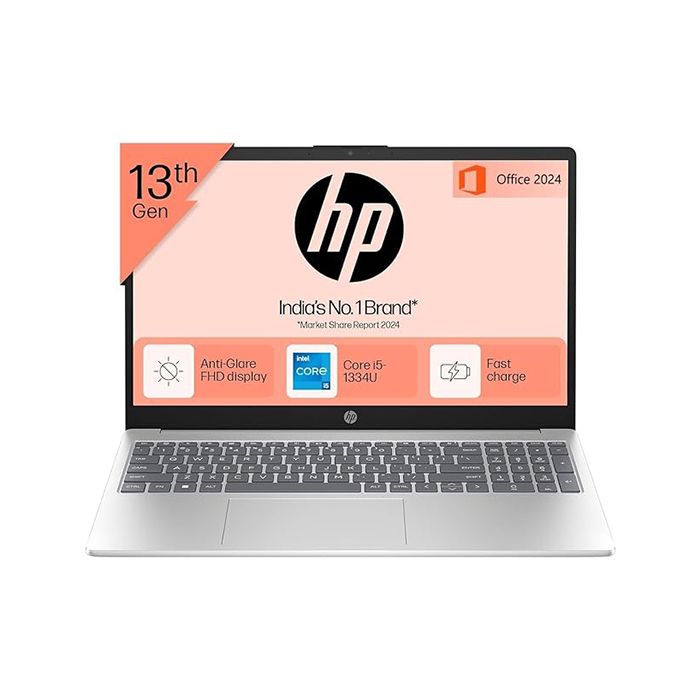 13th
Gen
hp
Office 2024
India's No. 1 Brand*
*Market Share Report 2024
Anti-Glare
FHD display
intel
CORE
i5
Core i5-
1334U
Fast
charge
hp